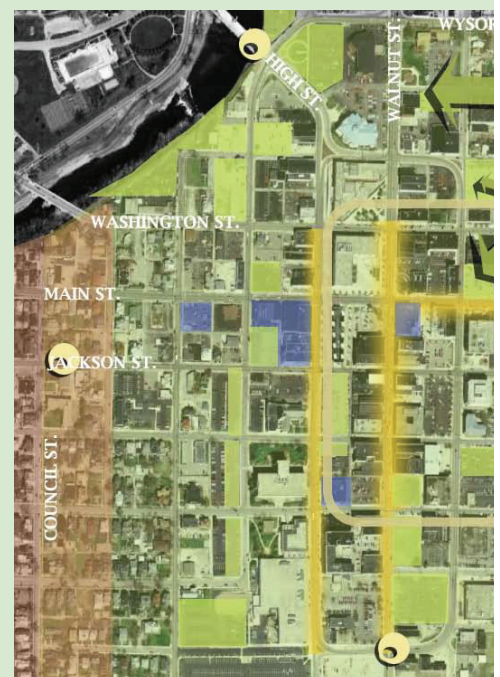 WYSOR
HIGH ST.
WALNUT ST.
WASHINGTON ST.
MAIN ST.
JACKSON ST.
COUNCIL ST.